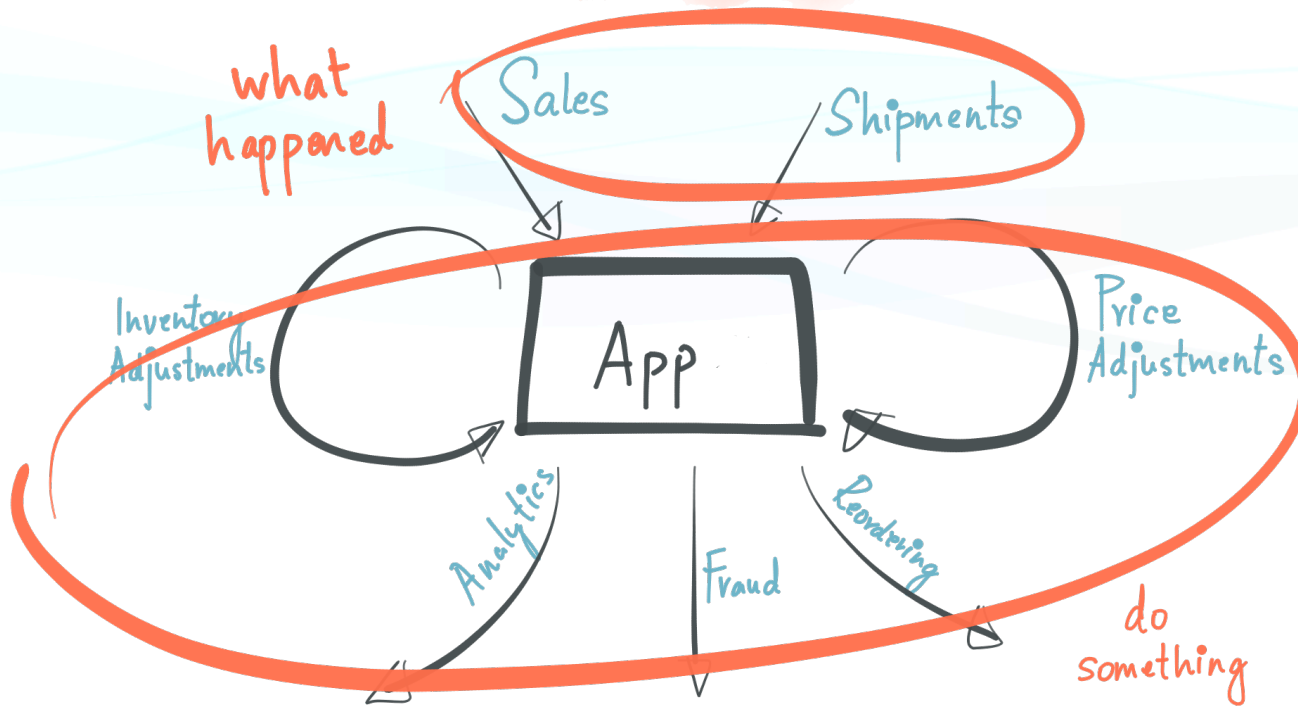 what
happened
Sales
Shipments
Inventory
Adjustments
App
Price
Adjustments
Analytics
Fraud
Reordering
do
something